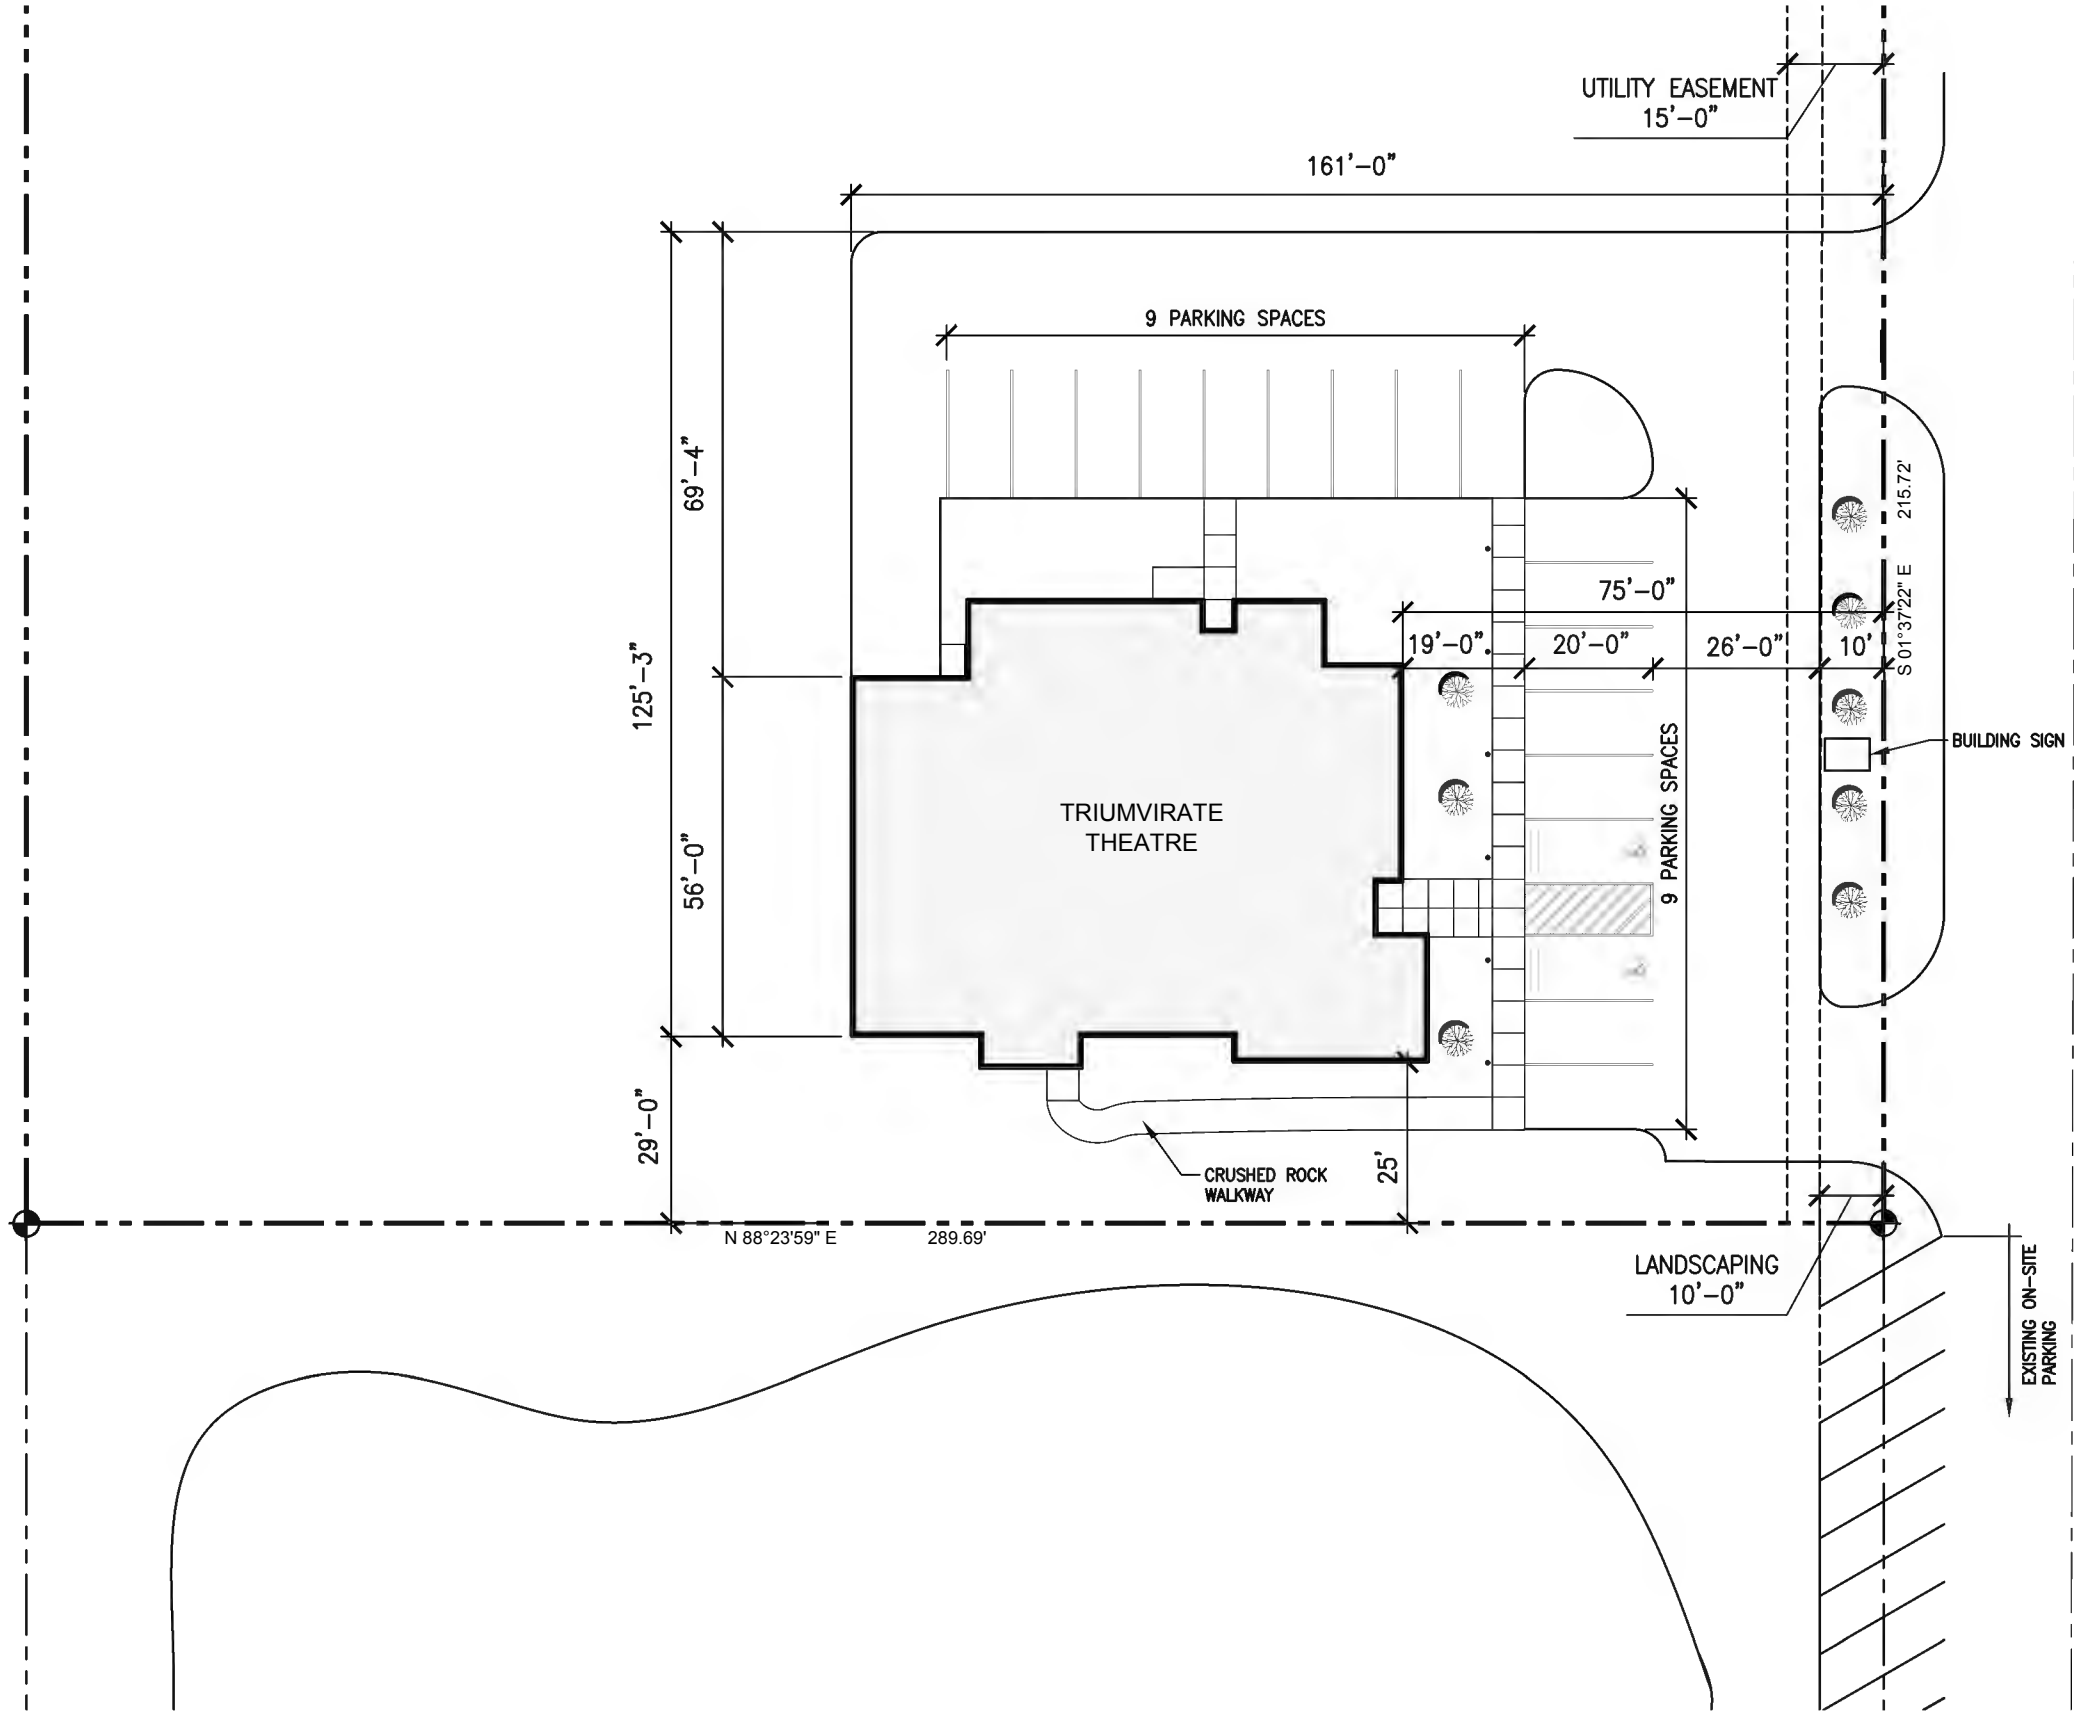 UTILITY EASEMENT
15'-0"
161'-0"
9 PARKING SPACES
69'-4"
125'-3"
56'-0"
29'-0"
215.72'
S 01°37'22" E
75'-0"
19'-0"
20'-0"
26'-0"
10'
9 PARKING SPACES
BUILDING SIGN
TRIUMVIRATE
THEATRE
CRUSHED ROCK
WALKWAY
25'
N 88°23'59" E
289.69'
LANDSCAPING
10'-0"
EXISTING ON-SITE
PARKING